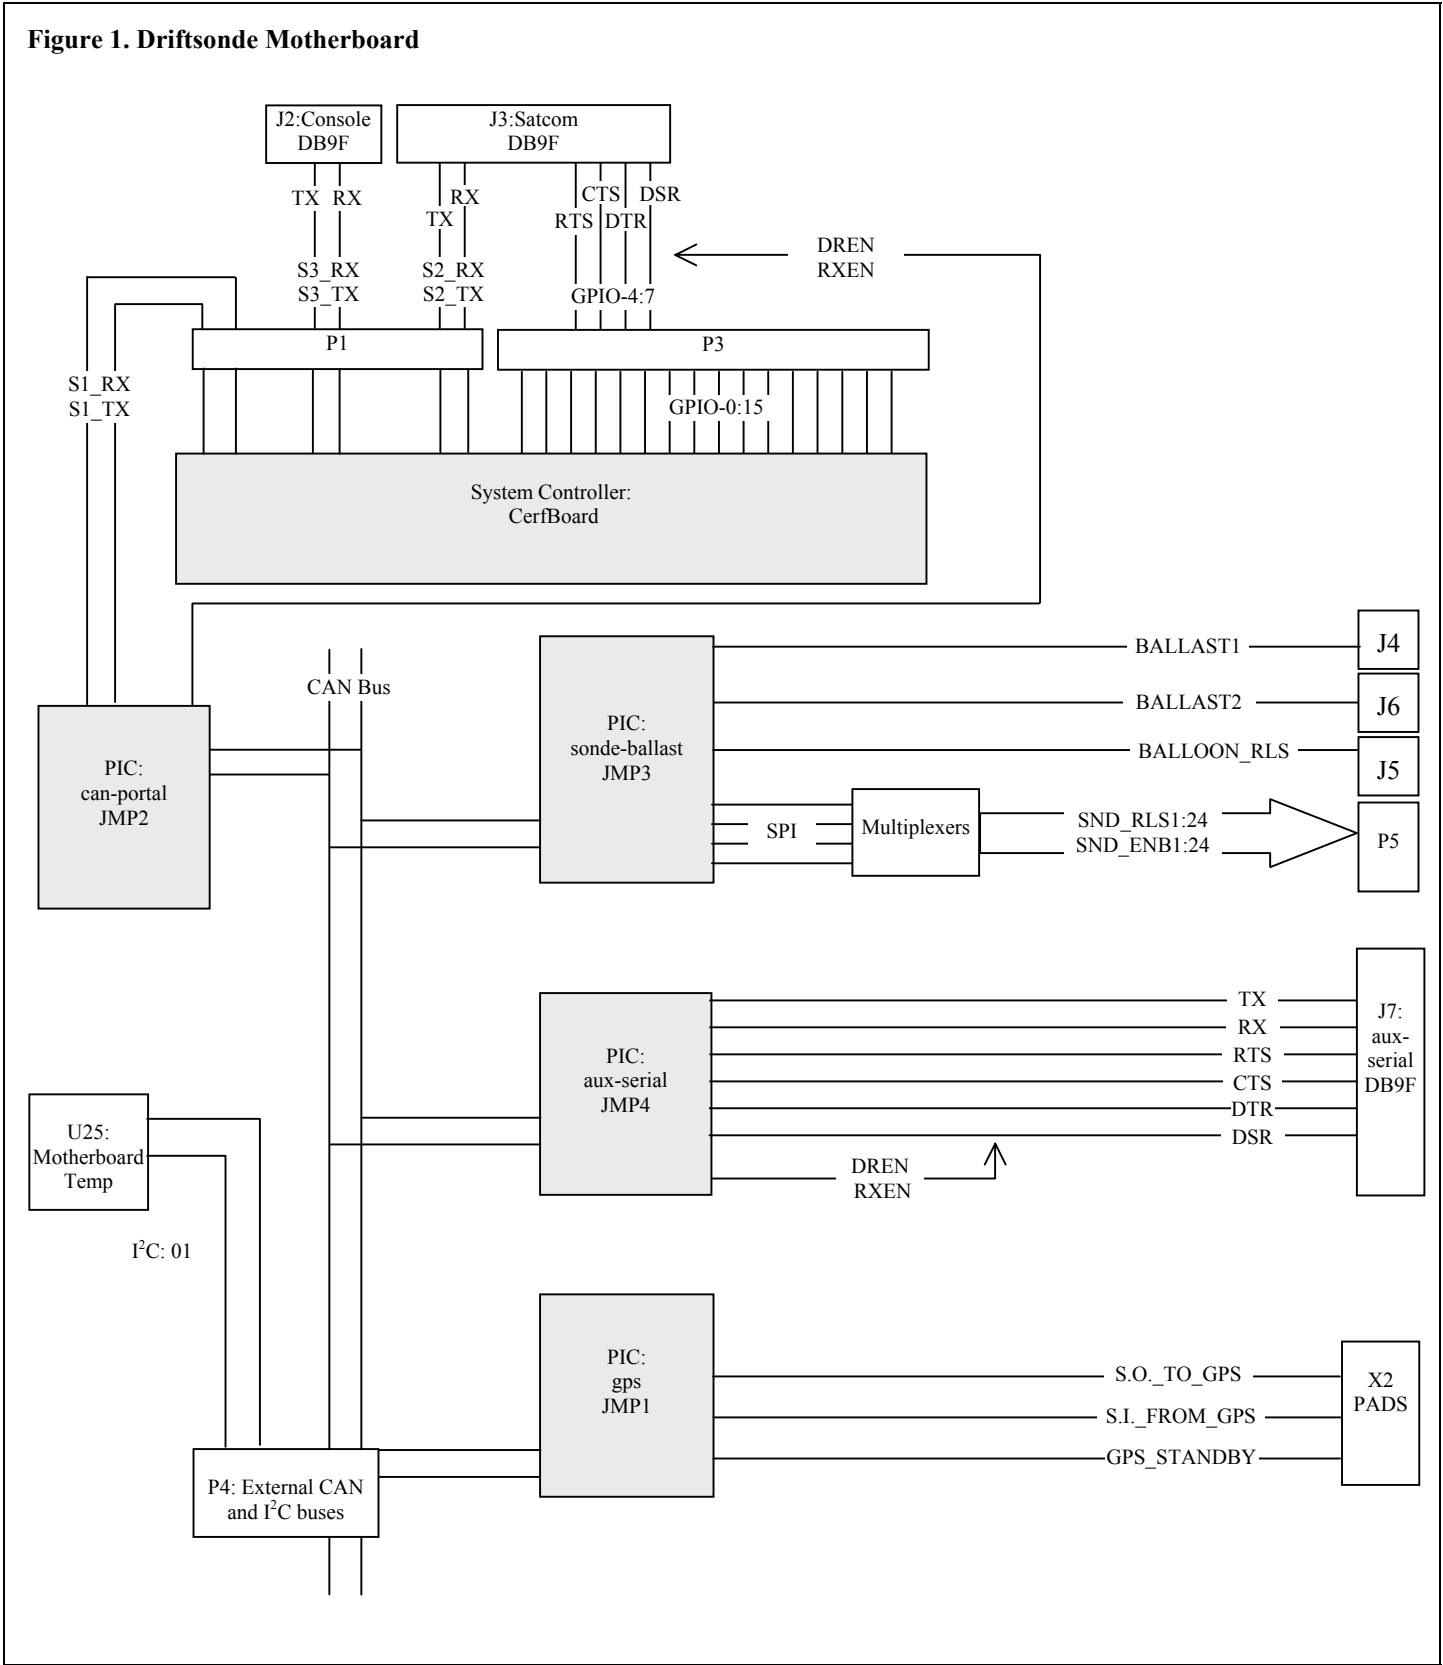 Figure 1. Driftsonde Motherboard
J2:Console
DB9F
J3:Satcom
DB9F
TX RX
RX
TX
CTS DSR
RTS DTR
DREN
RXEN
S3_RX
S3_TX
S2_RX
S2_TX
GPIO-4:7
P1
P3
S1_RX
S1_TX
GPIO-0:15
System Controller:
CerfBoard
CAN Bus
PIC:
can-portal
JMP2
PIC:
sonde-ballast
JMP3
BALLAST1
J4
BALLAST2
J6
BALLOON_RLS
J5
SPI
Multiplexers
SND_RLS1:24
SND_ENB1:24
P5
PIC:
aux-serial
JMP4
TX
RX
RTS
CTS
DTR
DSR
J7:
aux-
serial
DB9F
DREN
RXEN
U25:
Motherboard
Temp
I²C: 01
PIC:
gps
JMP1
S.O._TO_GPS
S.I._FROM_GPS
GPS_STANDBY
X2
PADS
P4: External CAN
and I²C buses